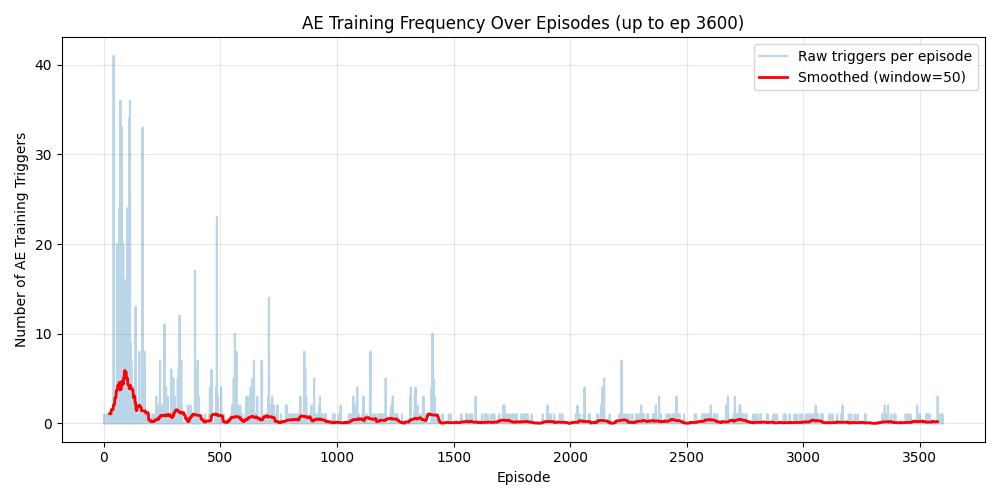 AE Training Frequency Over Episodes (up to ep 3600)
Raw triggers per episode
Smoothed (window=50)
Number of AE Training Triggers
40
30
20
10
0
0 500 1000 1500 2000 2500 3000 3500
Episode